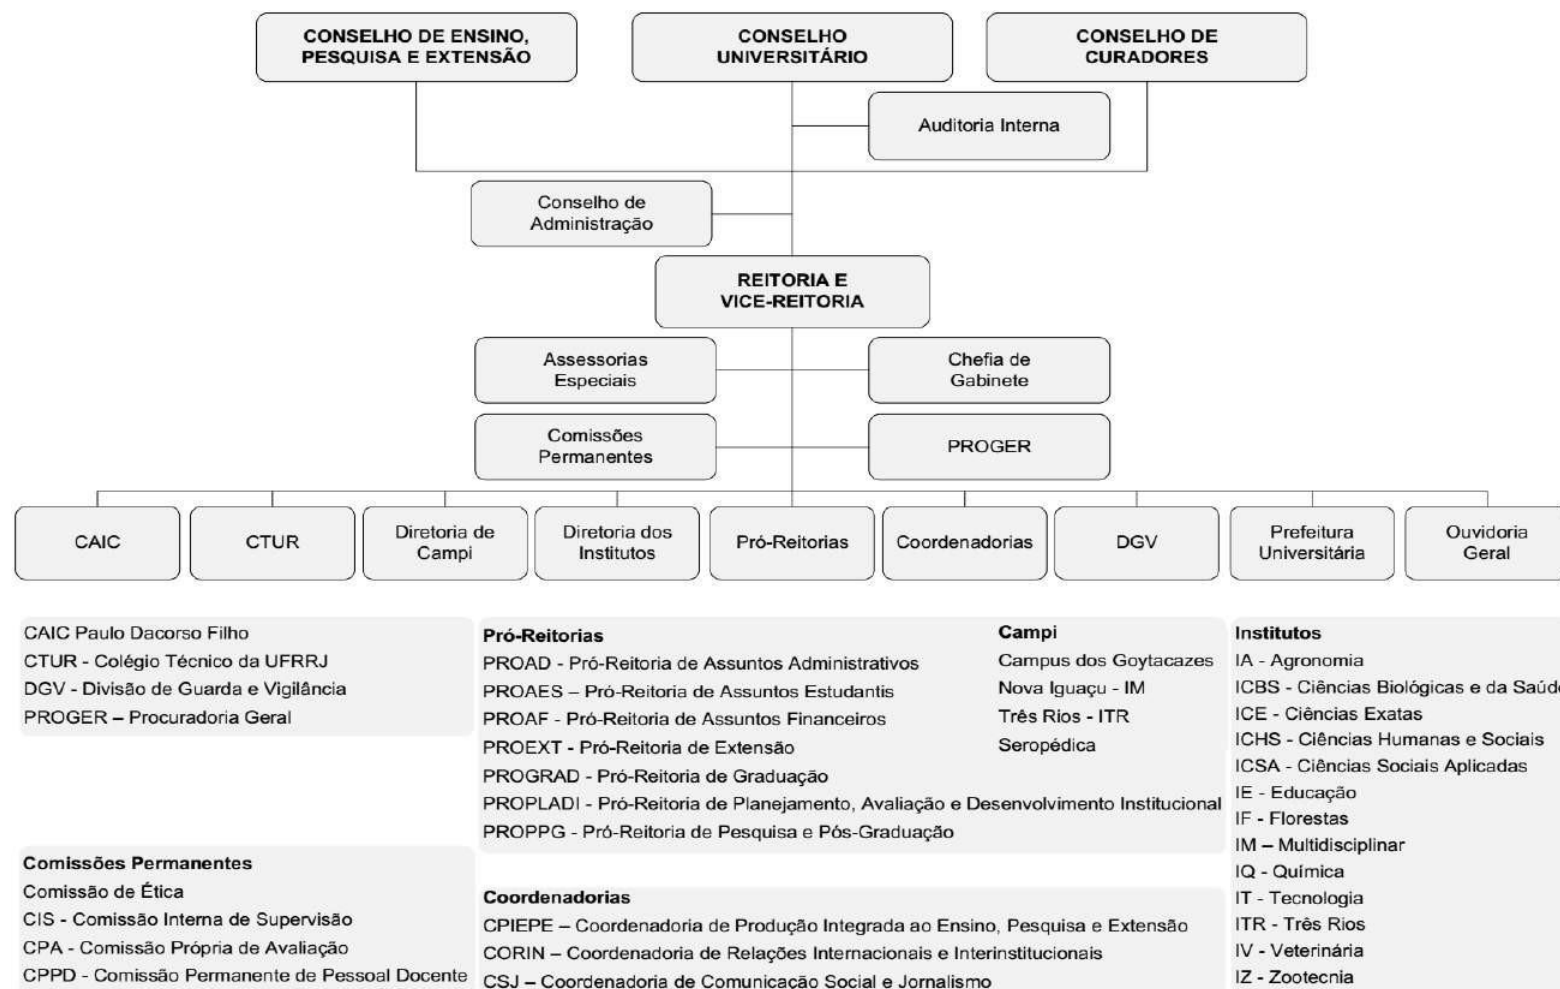 CONSELHO DE ENSINO,
PESQUISA E EXTENSÃO
CONSELHO
UNIVERSITÁRIO
CONSELHO DE
CURADORES
Auditoria Interna
Conselho de
Administração
REITORIA E
VICE-REITORIA
Assessorias
Especiais
Chefia de
Gabinete
Comissões
Permanentes
PROGER
CAIC
CTUR
Diretoria de
Campi
Diretoria dos
Institutos
Pró-Reitorias
Coordenadorias
DGV
Prefeitura
Universitária
Ouvidoria
Geral
CAIC Paulo Dacorso Filho
CTUR - Colégio Técnico da UFRRJ
DGV - Divisão de Guarda e Vigilância
PROGER – Procuradoria Geral
Comissões Permanentes
Comissão de Ética
CIS - Comissão Interna de Supervisão
CPA - Comissão Própria de Avaliação
CPPD - Comissão Permanente de Pessoal Docente
Pró-Reitorias
PROAD - Pró-Reitoria de Assuntos Administrativos
PROAES – Pró-Reitoria de Assuntos Estudantis
PROAF - Pró-Reitoria de Assuntos Financeiros
PROEXT - Pró-Reitoria de Extensão
PROGRAD - Pró-Reitoria de Graduação
PROPLADI - Pró-Reitoria de Planejamento, Avaliação e Desenvolvimento Institucional
PROPPG - Pró-Reitoria de Pesquisa e Pós-Graduação
Campi
Campus dos Goytacazes
Nova Iguaçu - IM
Três Rios - ITR
Seropédica
Coordenadorias
CPIEPE – Coordenadoria de Produção Integrada ao Ensino, Pesquisa e Extensão
CORIN – Coordenadoria de Relações Internacionais e Interinstitucionais
CSJ – Coordenadoria de Comunicação Social e Jornalismo
Institutos
IA - Agronomia
ICBS - Ciências Biológicas e da Saúde
ICE - Ciências Exatas
ICHS - Ciências Humanas e Sociais
ICSA - Ciências Sociais Aplicadas
IE - Educação
IF - Florestas
IM – Multidisciplinar
IQ - Química
IT - Tecnologia
ITR - Três Rios
IV - Veterinária
IZ - Zootecnia